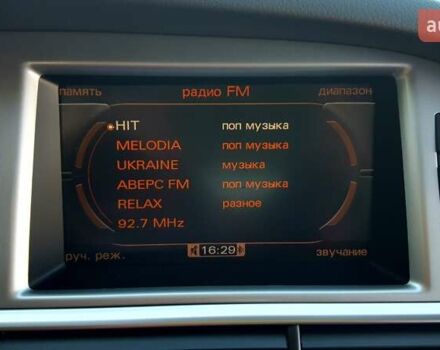 au
память радио FM диапазон
HIT поп музыка
MELODIA поп музыка
UKRAINE музыка
АВЕРС FM поп музыка
RELAX разное
92.7 MHz
руч. реж. 16:29 звучание